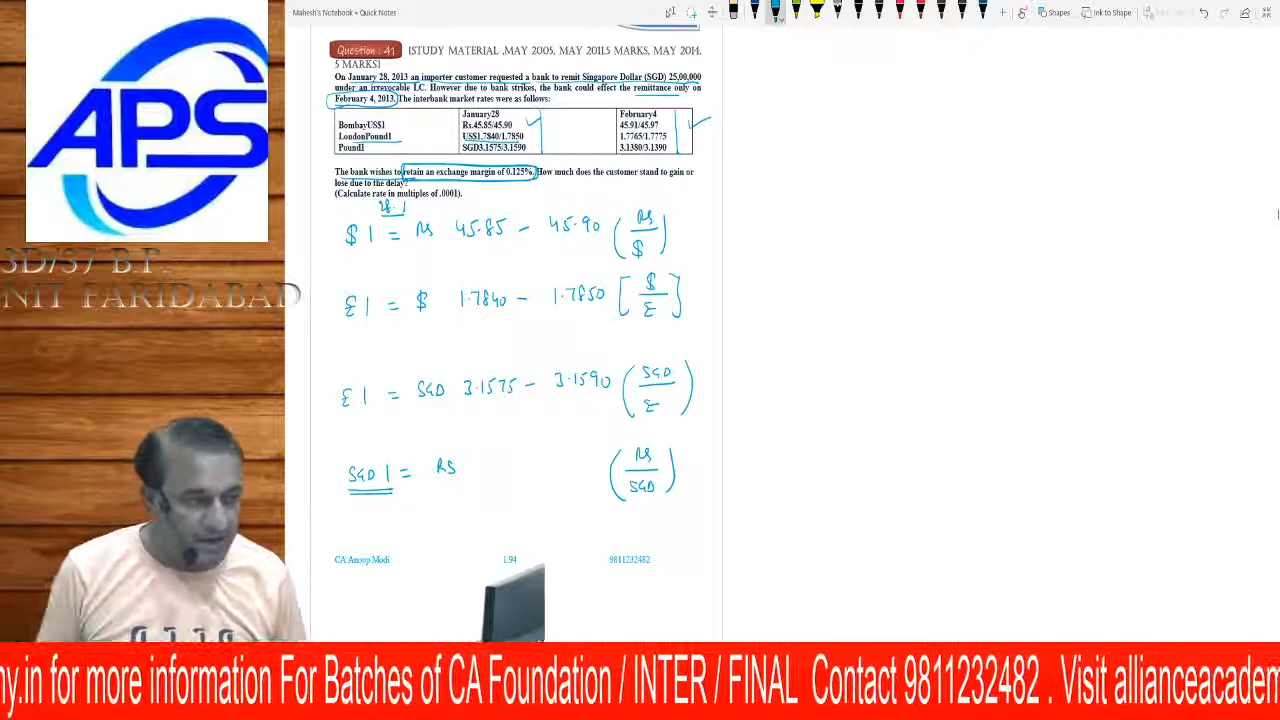 Mahesh's Notebook » Quick Notes
Shapes
Ink to Shape
APS
3D/37 B.P.
NIT FARIDABAD
Question : 41 [STUDY MATERIAL ,MAY 2005, MAY 2011,5 MARKS, MAY 2014,
5 MARKS]
On January 28, 2013 an importer customer requested a bank to remit Singapore Dollar (SGD) 25,00,000
under an irrevocable LC. However due to bank strikes, the bank could effect the remittance only on
February 4, 2013. The interbank market rates were as follows:
January28 February4
BombayUS$1 Rs.45.85/45.90 45.91/45.97
LondonPound1 US$1.7840/1.7850 1.7765/1.7775
Pound1 SGD3.1575/3.1590 3.1380/3.1390
The bank wishes to retain an exchange margin of 0.125%. How much does the customer stand to gain or
lose due to the delay?
(Calculate rate in multiples of .0001).
28.1
$ 1 = Rs 45.85 – 45.90 (Rs/$)
£ 1 = $ 1.7840 – 1.7850 [$/£]
£ 1 = SGD 3.1575 – 3.1590 (SGD/£)
SGD 1 = RS (RS/SGD)
CA Anoop Modi 1.94 9811232482
ny.in for more information For Batches of CA Foundation / INTER / FINAL Contact 9811232482 . Visit allianceacadem